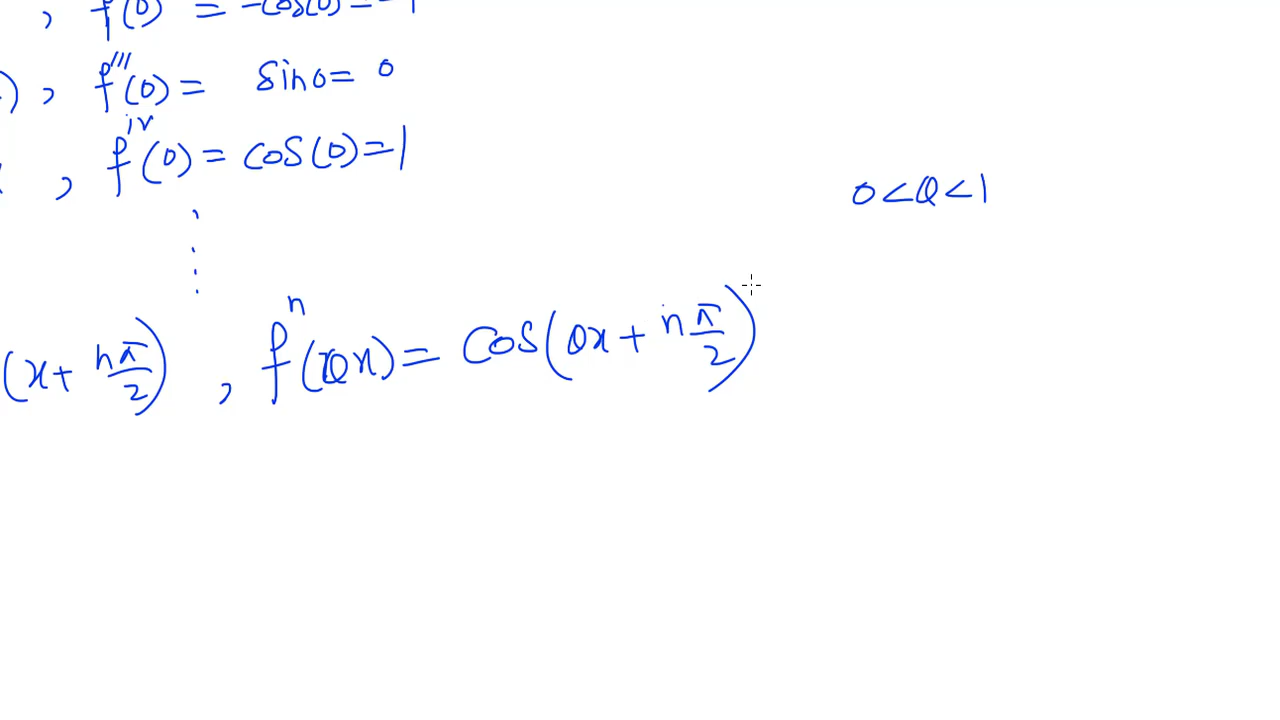 , f(0) = -cos(0) = -1
), f'''(0) = sin0 = 0
, f^iv(0) = cos(0) = 1
0 < θ < 1
(x + nπ/2), f^n(θx) = cos(θx + nπ/2)